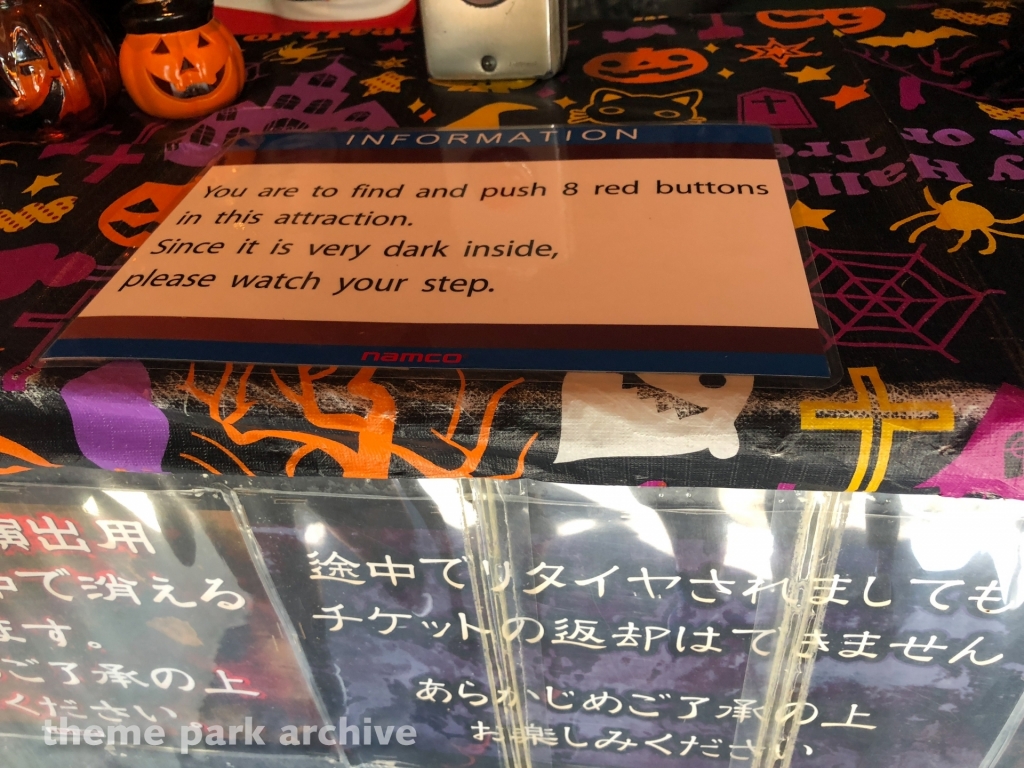 INFORMATION
You are to find and push 8 red buttons
in this attraction.
Since it is very dark inside,
please watch your step.
namco
演出用
中で消える
ます。
ご了承の上
ください。
途中でリタイヤされましても
チケットの返却はできません
あらかじめご了承の上
お楽しみください
theme park archive